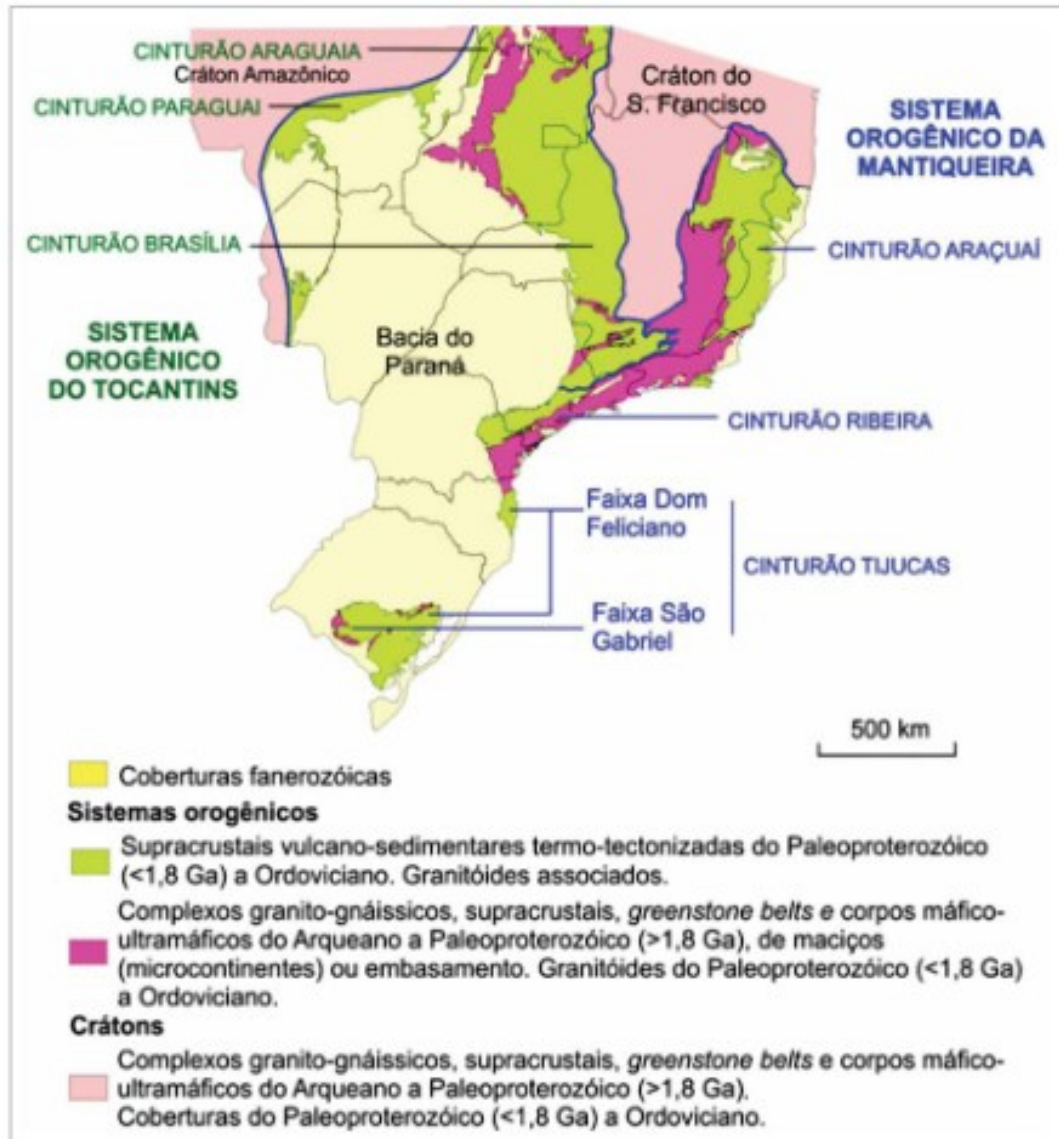 CINTURÃO ARAGUAIA
Cráton Amazônico
CINTURÃO PARAGUAI
Cráton do
S. Francisco
SISTEMA
OROGÊNICO DA
MANTIQUEIRA
CINTURÃO BRASÍLIA
CINTURÃO ARAÇUAÍ
SISTEMA
OROGÊNICO
DO TOCANTINS
Bacia do
Paraná
CINTURÃO RIBEIRA
Faixa Dom
Feliciano
CINTURÃO TIJUCAS
Faixa São
Gabriel
500 km
Coberturas fanerozóicas
Sistemas orogênicos
Supracrustais vulcano-sedimentares termo-tectonizadas do Paleoproterozóico
(<1,8 Ga) a Ordoviciano. Granitóides associados.
Complexos granito-gnáissicos, supracrustais, greenstone belts e corpos máfico-
ultramáficos do Arqueano a Paleoproterozóico (>1,8 Ga), de maciços
(microcontinentes) ou embasamento. Granitóides do Paleoproterozóico (<1,8 Ga)
a Ordoviciano.
Crátons
Complexos granito-gnáissicos, supracrustais, greenstone belts e corpos máfico-
ultramáficos do Arqueano a Paleoproterozóico (>1,8 Ga).
Coberturas do Paleoproterozóico (<1,8 Ga) a Ordoviciano.